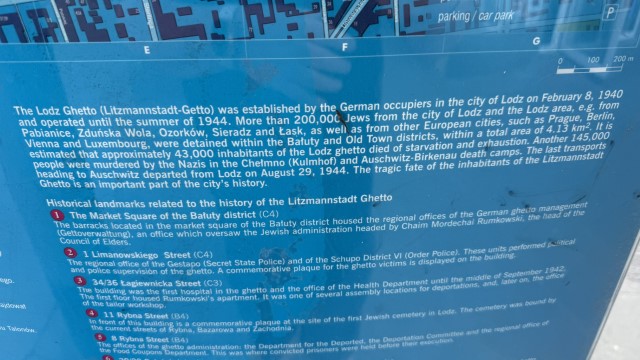 parking / car park
P
E F G
0 100 200 m
The Lodz Ghetto (Litzmannstadt-Getto) was established by the German occupiers in the city of Lodz on February 8, 1940
and operated until the summer of 1944. More than 200,000 Jews from the city of Lodz and the Lodz area, e.g. from
Pabianice, Zduńska Wola, Ozorków, Sieradz and Łask, as well as from other European cities, such as Prague, Berlin,
Vienna and Luxembourg, were detained within the Bałuty and Old Town districts, within a total area of 4.13 km². It is
estimated that approximately 43,000 inhabitants of the Lodz ghetto died of starvation and exhaustion. Another 145,000
people were murdered by the Nazis in the Chełmno (Kulmhof) and Auschwitz-Birkenau death camps. The last transports
heading to Auschwitz departed from Lodz on August 29, 1944. The tragic fate of the inhabitants of the Litzmannstadt
Ghetto is an important part of the city's history.
Historical landmarks related to the history of the Litzmannstadt Ghetto
1 The Market Square of the Bałuty district (C4)
The barracks located in the market square of the Bałuty district housed the regional offices of the German ghetto management
(Gettoverwaltung), an office which oversaw the Jewish administration headed by Chaim Mordechai Rumkowski, the head of the
Council of Elders.
2 1 Limanowskiego Street (C4)
The regional office of the Gestapo (Secret State Police) and of the Schupo District VI (Order Police). These units performed
and police supervision of the ghetto. A commemorative plaque for the ghetto victims is displayed on the building.
3 34/36 Łagiewnicka Street (C3)
The building was the first hospital in the ghetto and the office of the Health Department until the middle of September 1942.
The first floor housed Rumkowski's apartment. It was one of several assembly locations for deportations, and, later on, the office
of the tailor workshop.
4 11 Rybna Street (B4)
In front of this building is a commemorative plaque at the site of the first Jewish cemetery in Lodz. The cemetery was bound by
the current streets of Rybna, Bazarowa and Zachodnia.
5 8 Rybna Street (B4)
The offices of the ghetto administration: the Department for the Deported, the Deportation Committee and the regional office of
the Food Coupons Department. This was where convicted prisoners were held before their execution.